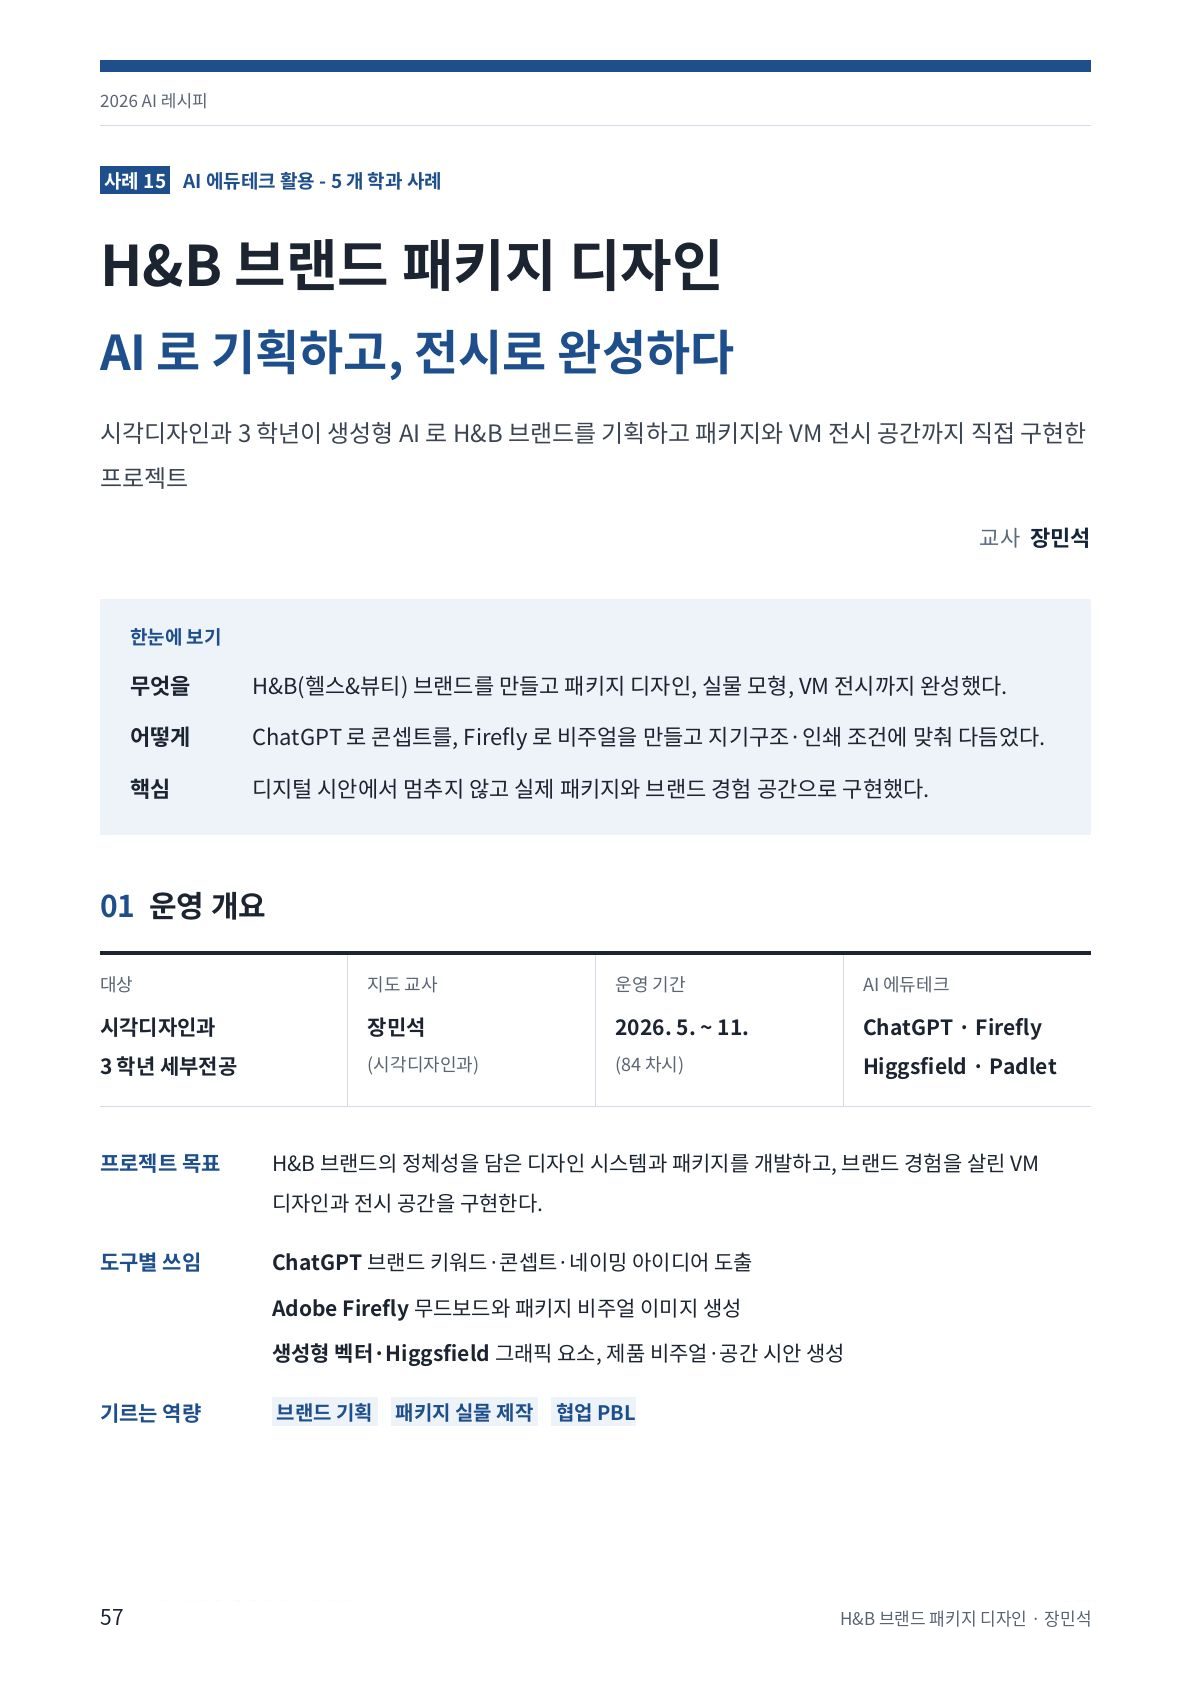 2026 AI 레시피
사례 15 AI 에듀테크 활용 - 5 개 학과 사례
H&B 브랜드 패키지 디자인
AI 로 기획하고, 전시로 완성하다
시각디자인과 3 학년이 생성형 AI 로 H&B 브랜드를 기획하고 패키지와 VM 전시 공간까지 직접 구현한
프로젝트
교사 장민석
한눈에 보기
무엇을 H&B(헬스&뷰티) 브랜드를 만들고 패키지 디자인, 실물 모형, VM 전시까지 완성했다.
어떻게 ChatGPT 로 콘셉트를, Firefly 로 비주얼을 만들고 지기구조·인쇄 조건에 맞춰 다듬었다.
핵심 디지털 시안에서 멈추지 않고 실제 패키지와 브랜드 경험 공간으로 구현했다.
01 운영 개요
대상 지도 교사 운영 기간 AI 에듀테크
시각디자인과 장민석 2026. 5. ~ 11. ChatGPT · Firefly
3 학년 세부전공 (시각디자인과) (84 차시) Higgsfield · Padlet
프로젝트 목표 H&B 브랜드의 정체성을 담은 디자인 시스템과 패키지를 개발하고, 브랜드 경험을 살린 VM
디자인과 전시 공간을 구현한다.
도구별 쓰임 ChatGPT 브랜드 키워드·콘셉트·네이밍 아이디어 도출
Adobe Firefly 무드보드와 패키지 비주얼 이미지 생성
생성형 벡터·Higgsfield 그래픽 요소, 제품 비주얼·공간 시안 생성
기르는 역량 브랜드 기획 패키지 실물 제작 협업 PBL
57 H&B 브랜드 패키지 디자인 · 장민석